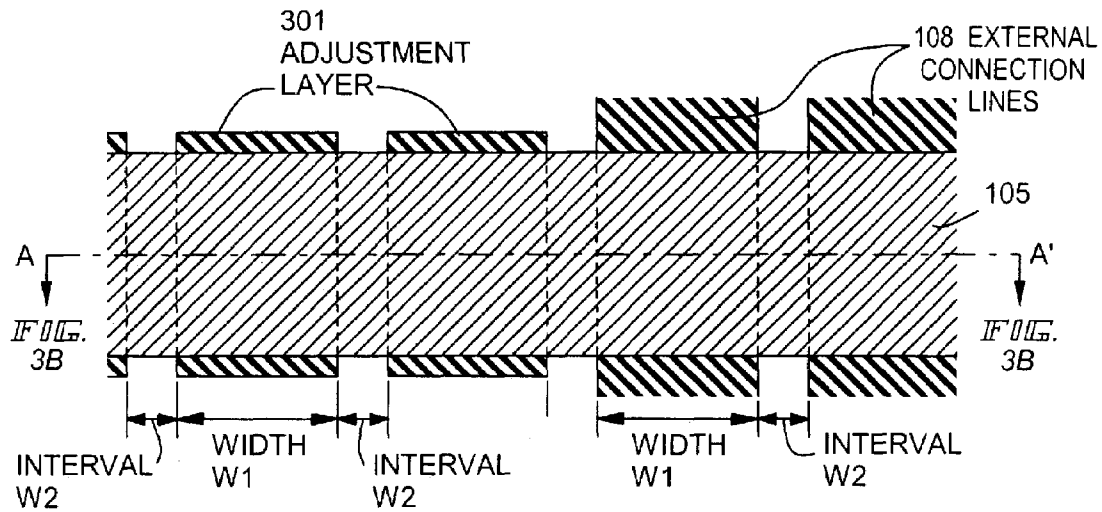 301
ADJUSTMENT
LAYER
108 EXTERNAL
CONNECTION
LINES
105
A
A'
FIG.
3B
FIG.
3B
INTERVAL
W2
WIDTH
W1
INTERVAL
W2
WIDTH
W1
INTERVAL
W2